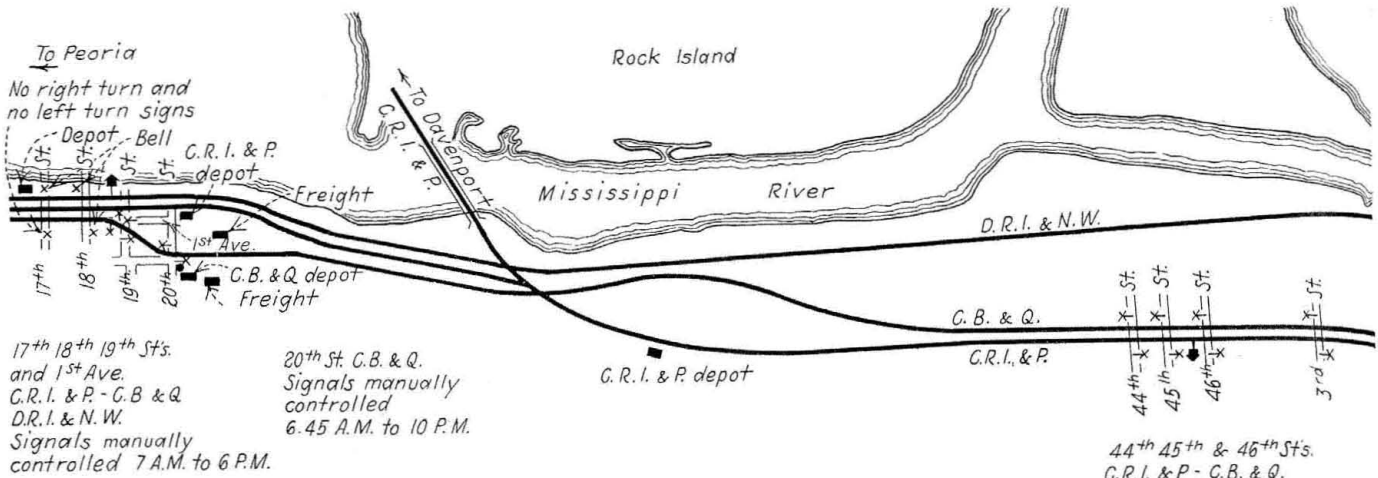 To Peoria
No right turn and
no left turn signs
Depot
Bell
St.
St.
St.
St.
C.R.I. & P.
depot
Freight
1st Ave.
C.B. & Q depot
Freight
17th
18th
19th
20th
To Davenport
C.R.I. & P.
Rock Island
Mississippi River
D.R.I. & N.W.
C.B. & Q.
C.R.I. & P.
C.R.I. & P. depot
St.
St.
St.
St.
44th
45th
46th
3rd
17th 18th 19th St's.
and 1st Ave.
C.R.I. & P. - C.B & Q
D.R.I. & N.W.
Signals manually
controlled 7 A.M. to 6 P.M.
20th St. C.B. & Q.
Signals manually
controlled
6.45 A.M. to 10 P.M.
44th 45th & 46th St's.
C.R.I. & P - C.B. & Q.